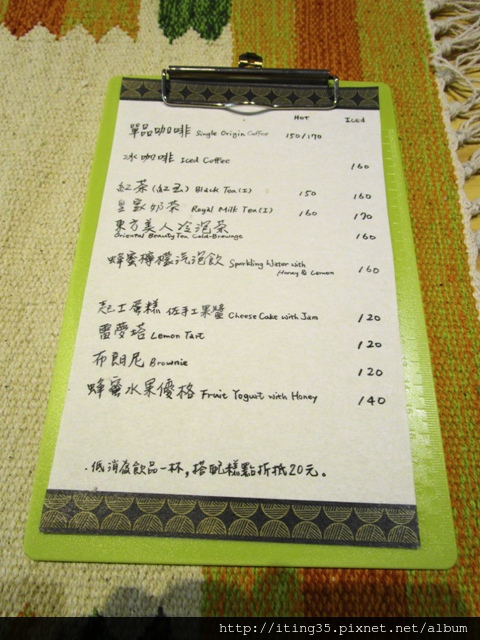 Hot Iced
單品咖啡 Single Origin Coffee 150/170
冰咖啡 Iced Coffee 160
紅茶(紅玉) Black Tea(I) 150 160
皇家奶茶 Royal Milk Tea(I) 160 170
東方美人冷泡茶
Oriental Beauty Tea Cold-Brewage 160
蜂蜜檸檬汽泡飲 Sparkling Water with
Honey & Lemon 160
起士蛋糕 佐手工果醬 Cheese Cake with Jam 120
雷夢塔 Lemon Tart 120
布朗尼 Brownie 120
蜂蜜水果優格 Fruit Yogurt with Honey 140
·低消為飲品一杯,搭配糕點折抵20元。
http://iting35.pixnet.net/album